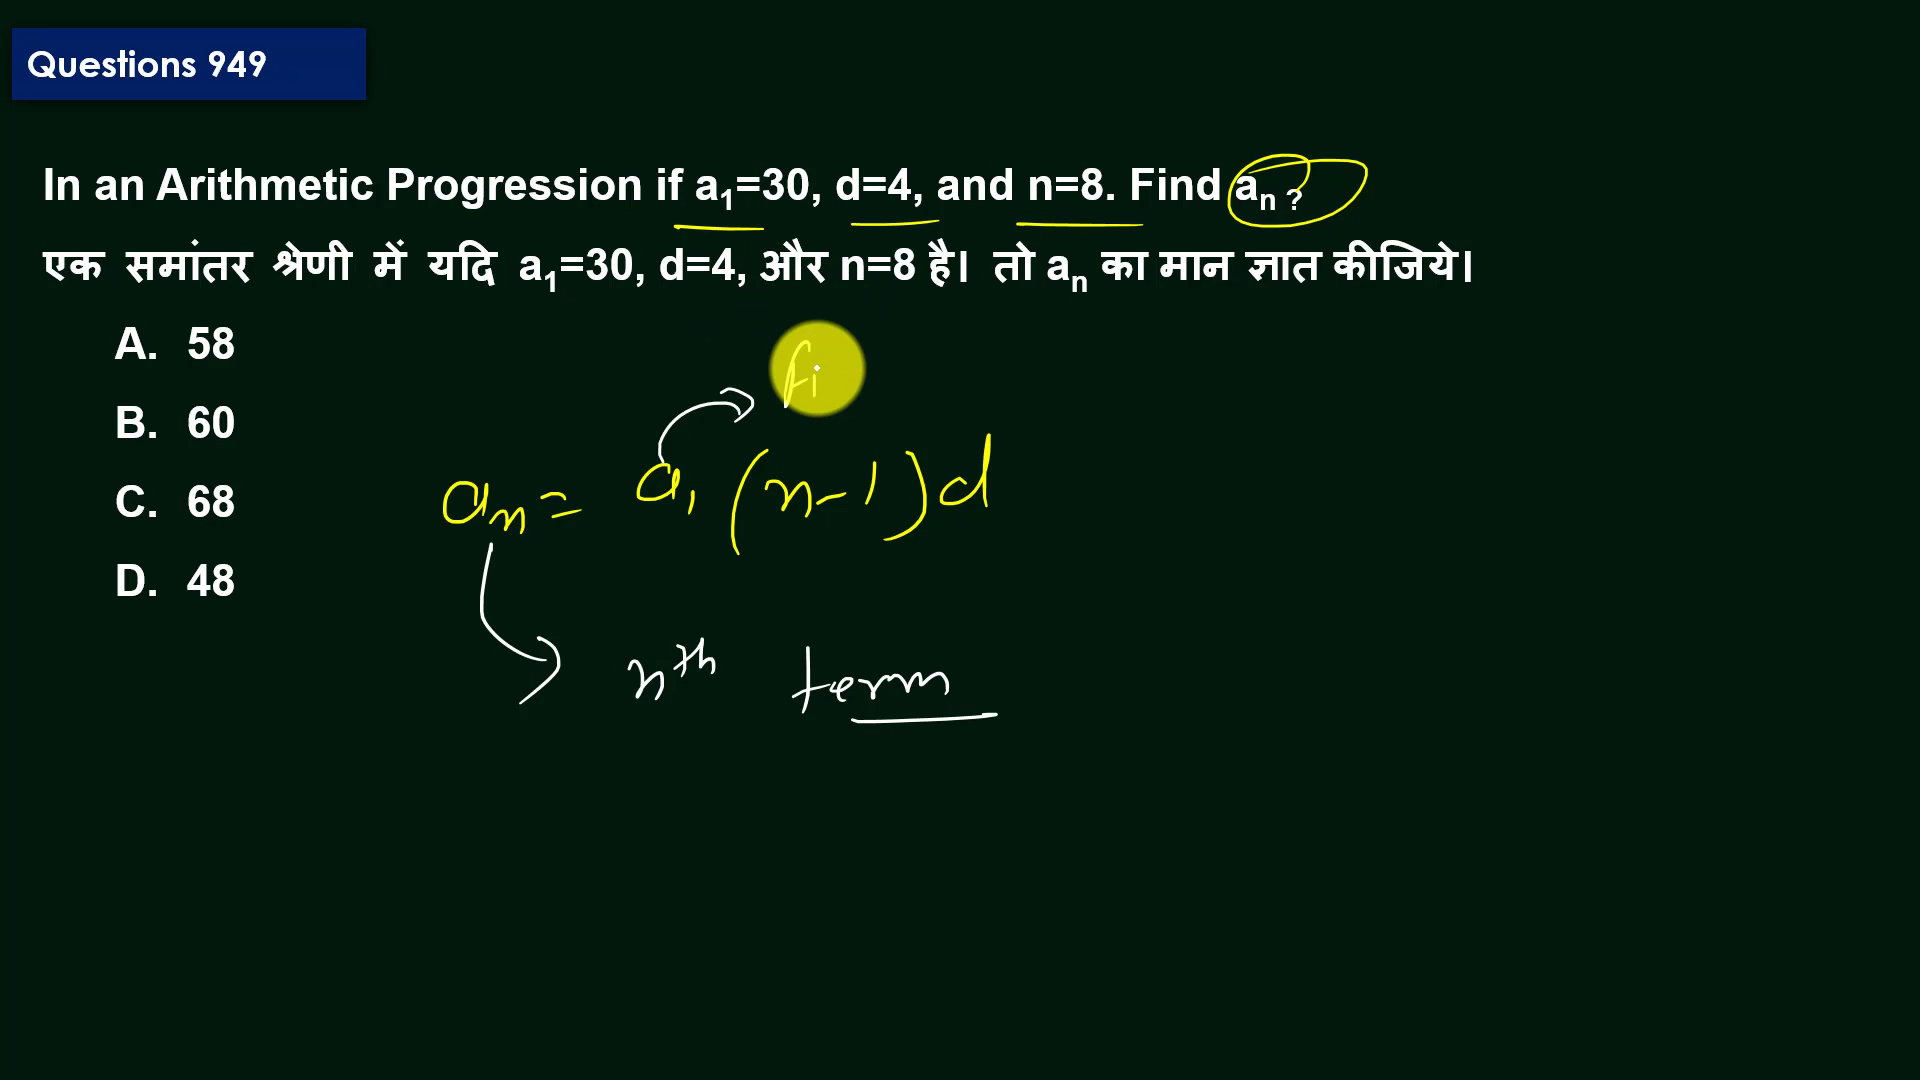 Questions 949
In an Arithmetic Progression if a₁=30, d=4, and n=8. Find aₙ ?
एक समांतर श्रेणी में यदि a₁=30, d=4, और n=8 है। तो aₙ का मान ज्ञात कीजिये।
A. 58
B. 60
C. 68
D. 48
fi
aₙ = a₁ (n-1) d
nᵗʰ term